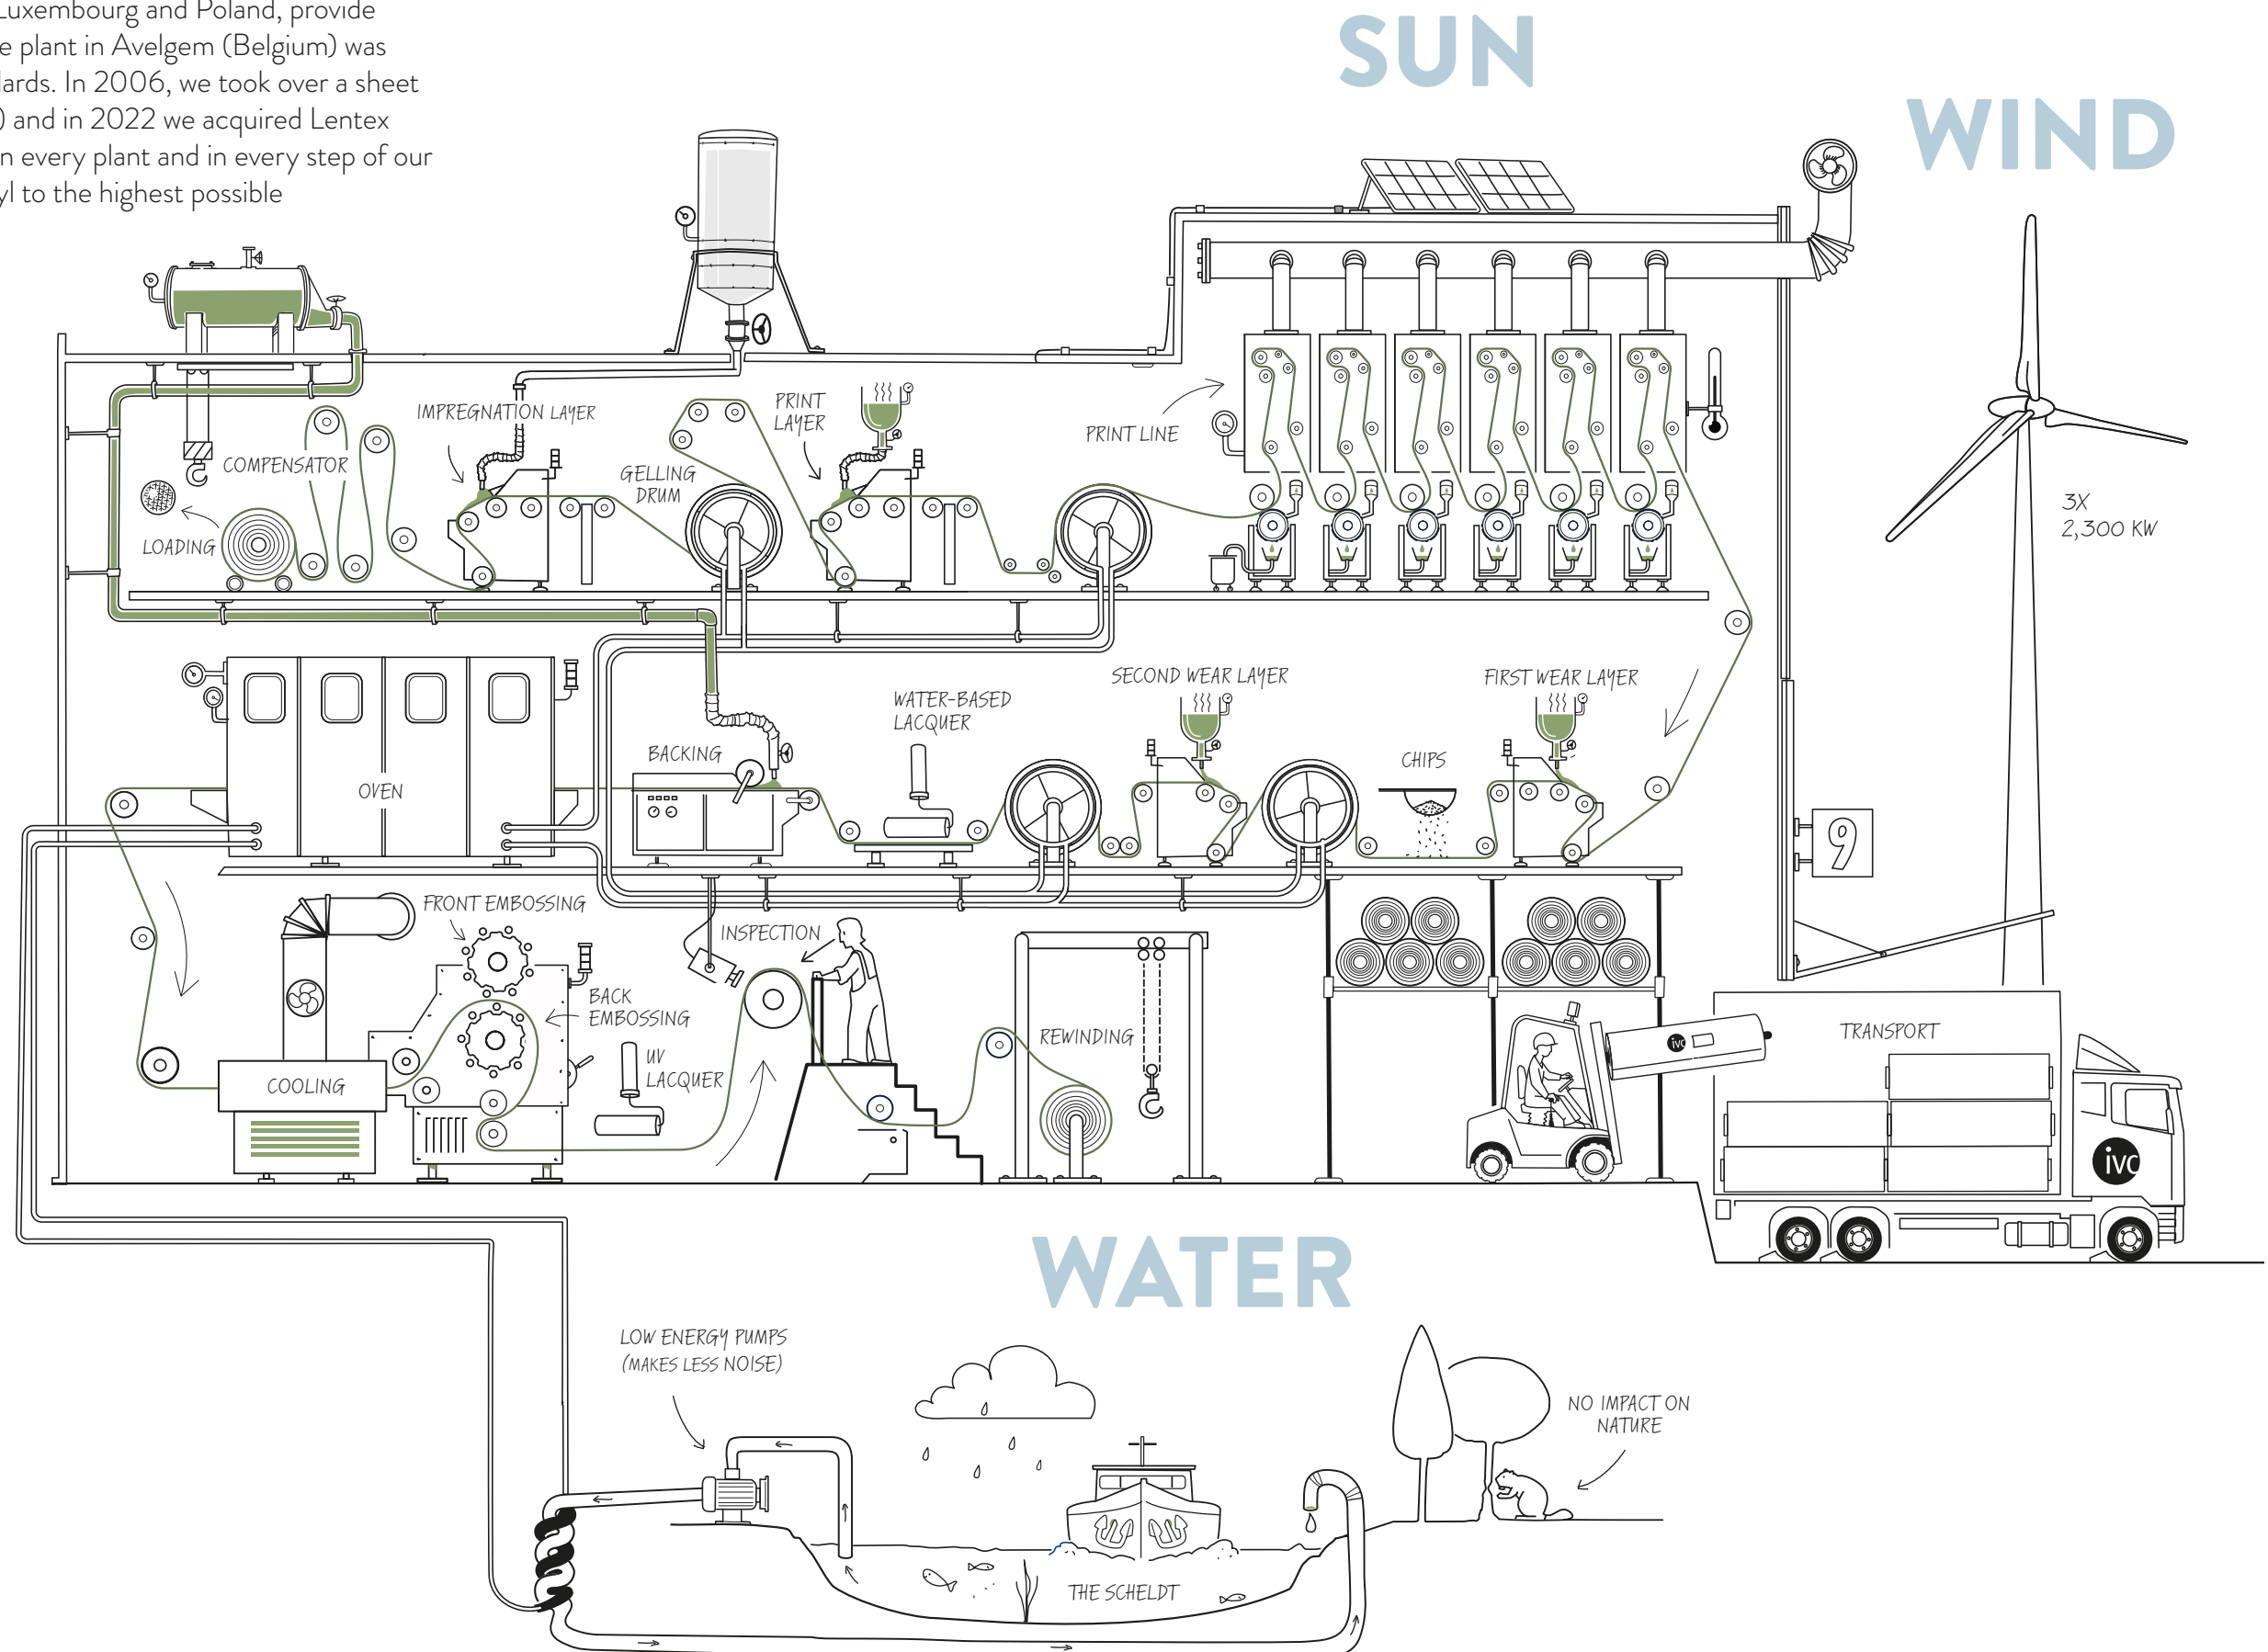 Luxembourg and Poland, provide
e plant in Avelgem (Belgium) was
lards. In 2006, we took over a sheet
) and in 2022 we acquired Lentex
n every plant and in every step of our
yl to the highest possible
SUN
WIND
IMPREGNATION LAYER
PRINT
LAYER
PRINT LINE
COMPENSATOR
GELLING
DRUM
LOADING
3X
2,300 KW
SECOND WEAR LAYER
FIRST WEAR LAYER
WATER-BASED
LACQUER
BACKING
CHIPS
OVEN
9
FRONT EMBOSSING
INSPECTION
BACK
EMBOSSING
REWINDING
TRANSPORT
ivc
UV
LACQUER
COOLING
ivc
WATER
LOW ENERGY PUMPS
(MAKES LESS NOISE)
NO IMPACT ON
NATURE
THE SCHELDT